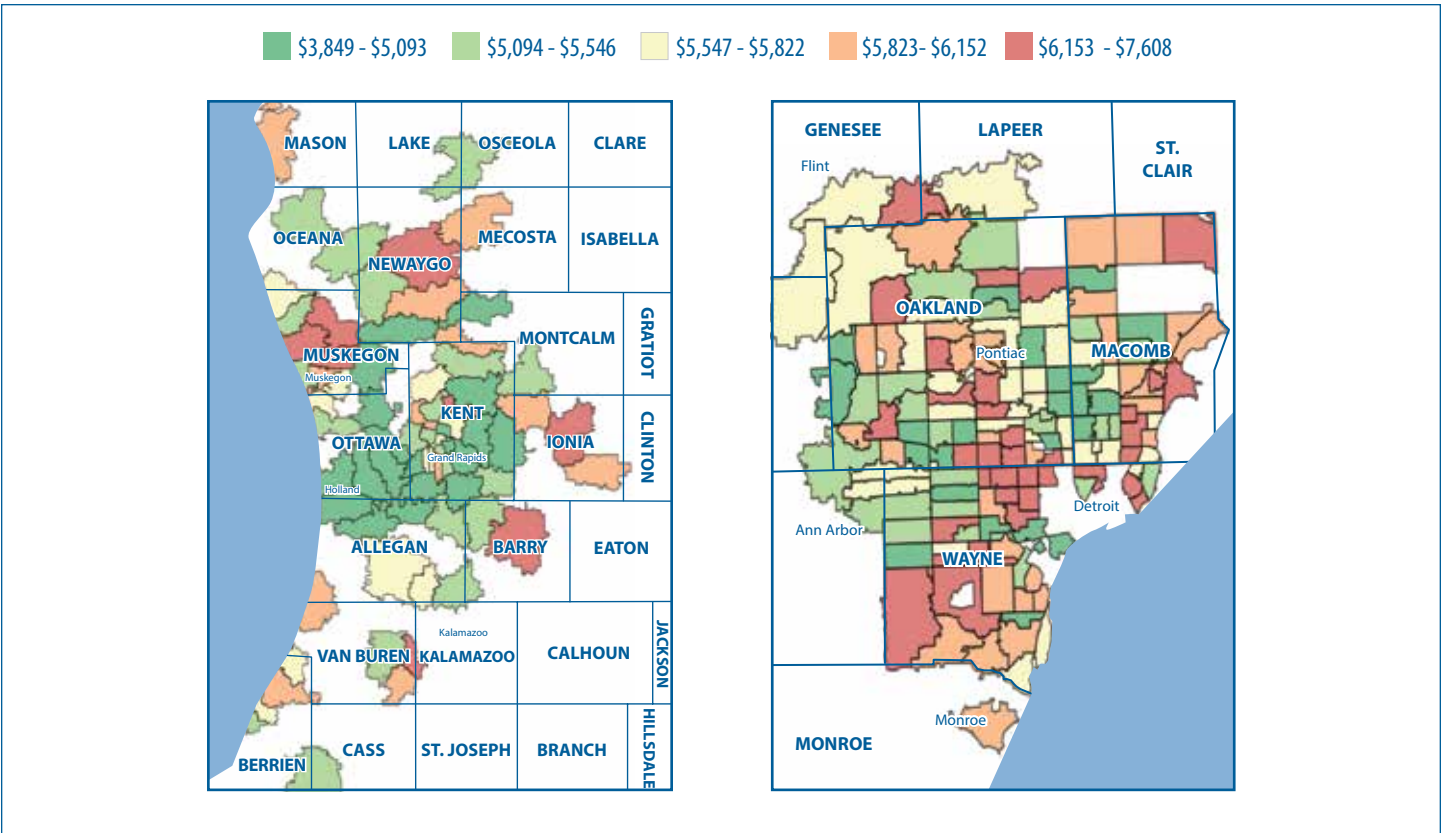 $3,849 - $5,093
$5,094 - $5,546
$5,547 - $5,822
$5,823- $6,152
$6,153 - $7,608
MASON
LAKE
OSCEOLA
CLARE
OCEANA
NEWAYGO
MECOSTA
ISABELLA
MUSKEGON
Muskegon
MONTCALM
GRATIOT
KENT
OTTAWA
Grand Rapids
IONIA
CLINTON
Holland
ALLEGAN
BARRY
EATON
Kalamazoo
VAN BUREN
KALAMAZOO
CALHOUN
JACKSON
BERRIEN
CASS
ST. JOSEPH
BRANCH
HILLSDALE
GENESEE
LAPEER
ST.
CLAIR
Flint
OAKLAND
Pontiac
MACOMB
Detroit
Ann Arbor
WAYNE
Monroe
MONROE